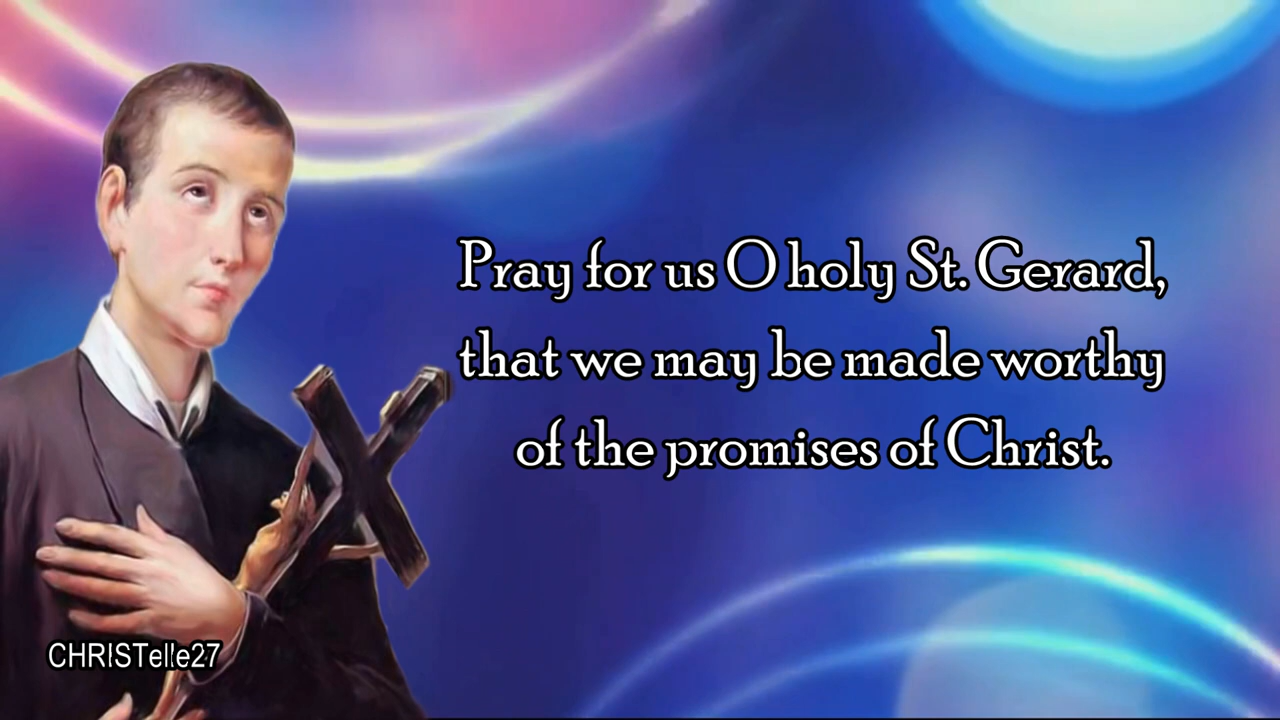 Pray for us O holy St. Gerard,
that we may be made worthy
of the promises of Christ.
CHRISTelle27